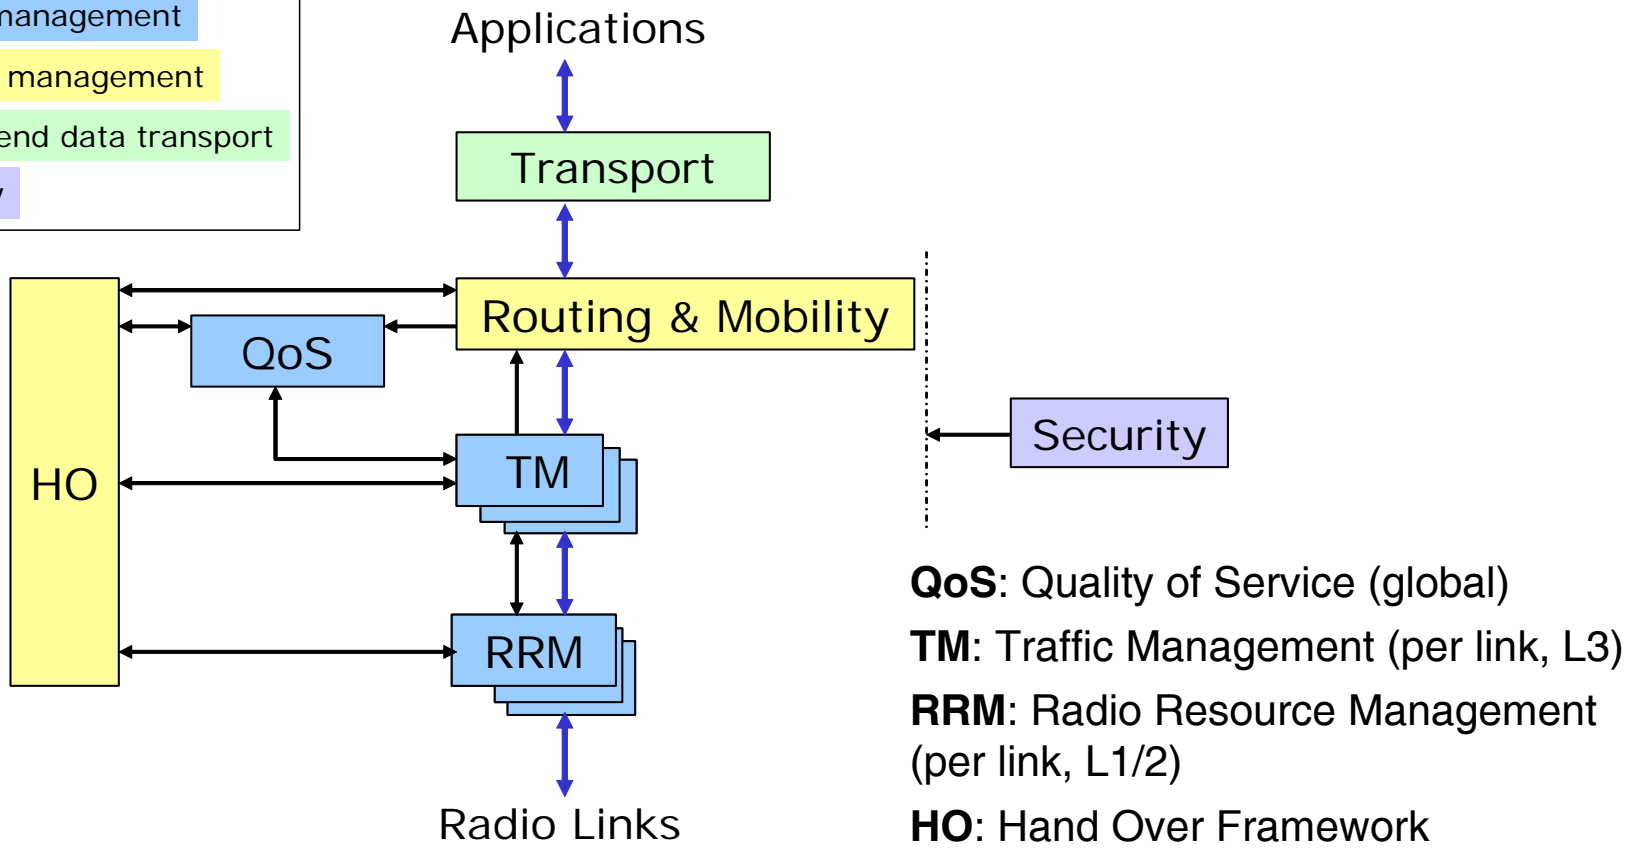 management
management
end data transport
Applications
Transport
Routing & Mobility
QoS
Security
HO
TM
RRM
Radio Links
QoS: Quality of Service (global)
TM: Traffic Management (per link, L3)
RRM: Radio Resource Management
(per link, L1/2)
HO: Hand Over Framework